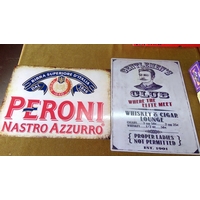 BIRRA SUPERIORE D'ITALIA
PERONI
NASTRO AZZURRO
CLUB
WHERE THE
ELITE MEET
WHISKEY & CIGAR
LOUNGE
PROPER LADIES
NOT PERMITTED
EST. 1901